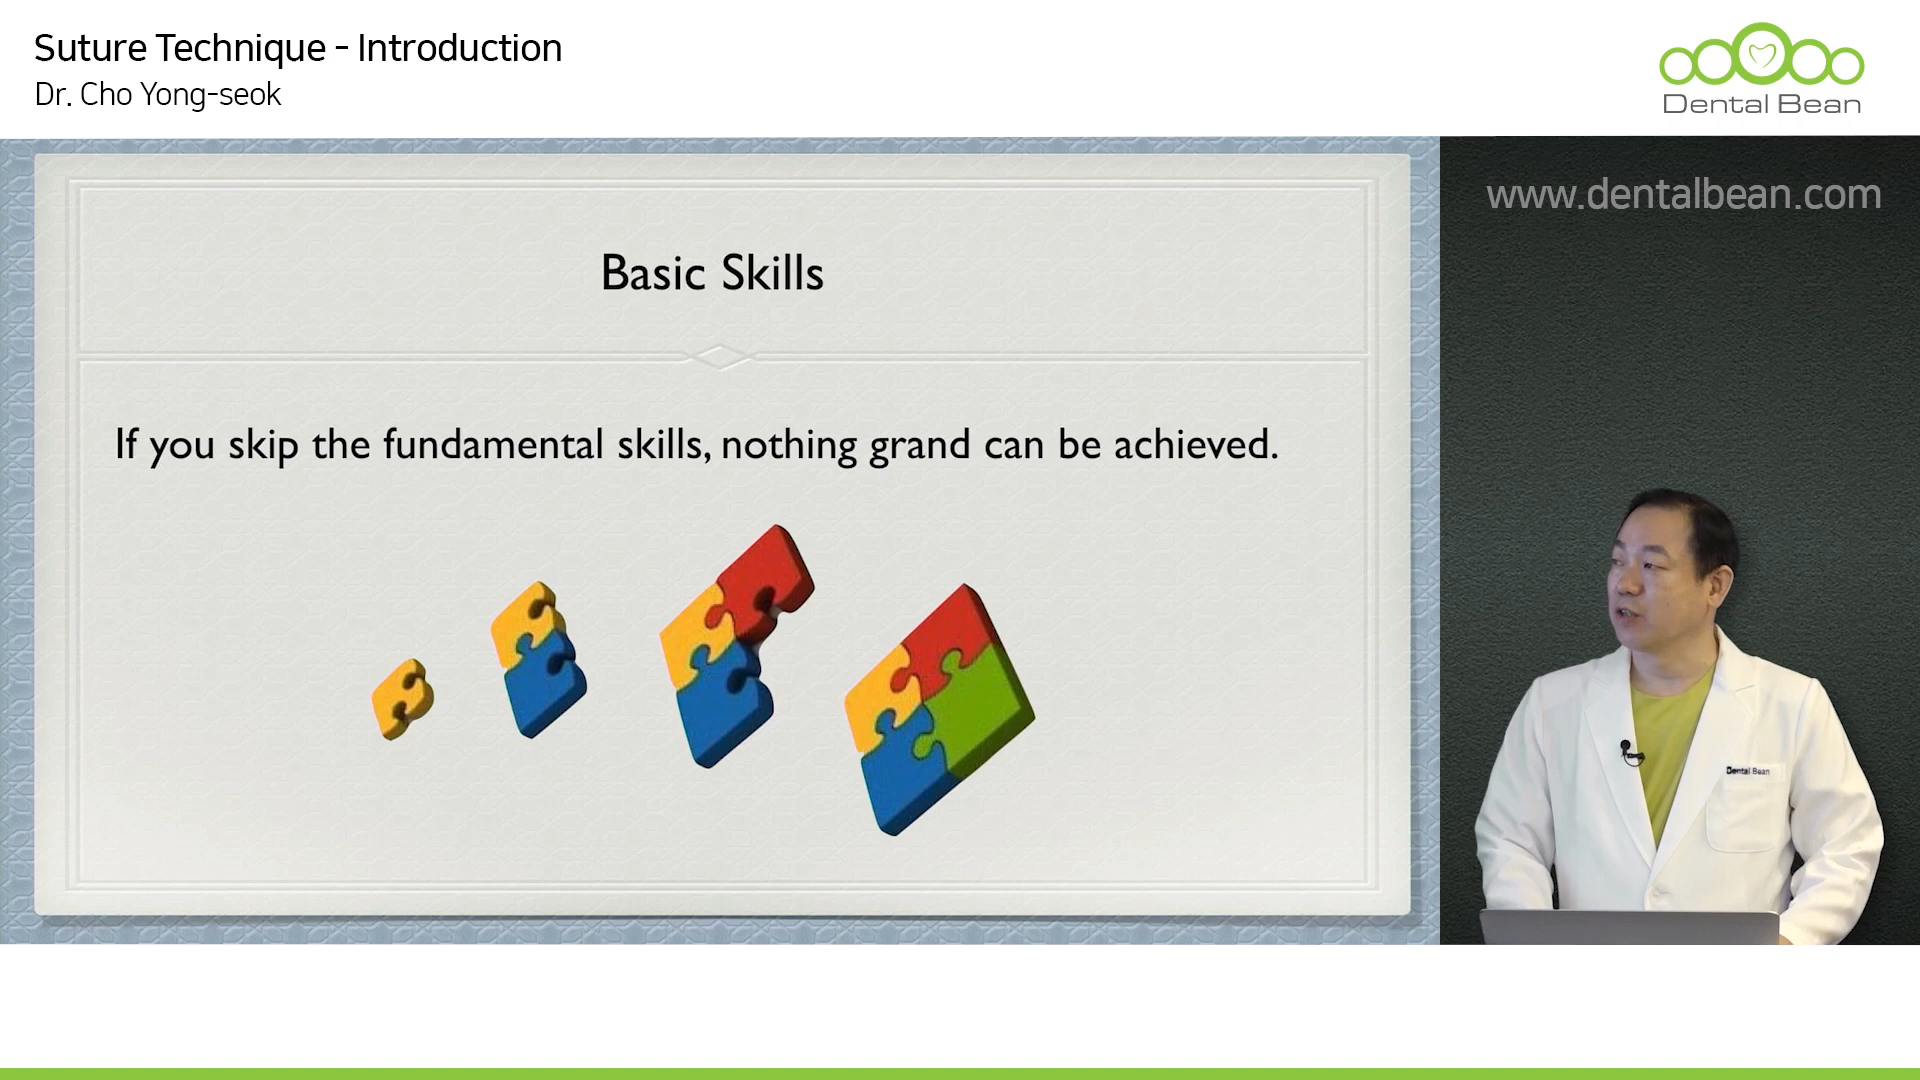 Suture Technique - Introduction
Dr. Cho Yong-seok
Dental Bean
www.dentalbean.com
Basic Skills
If you skip the fundamental skills, nothing grand can be achieved.
Dental Bean